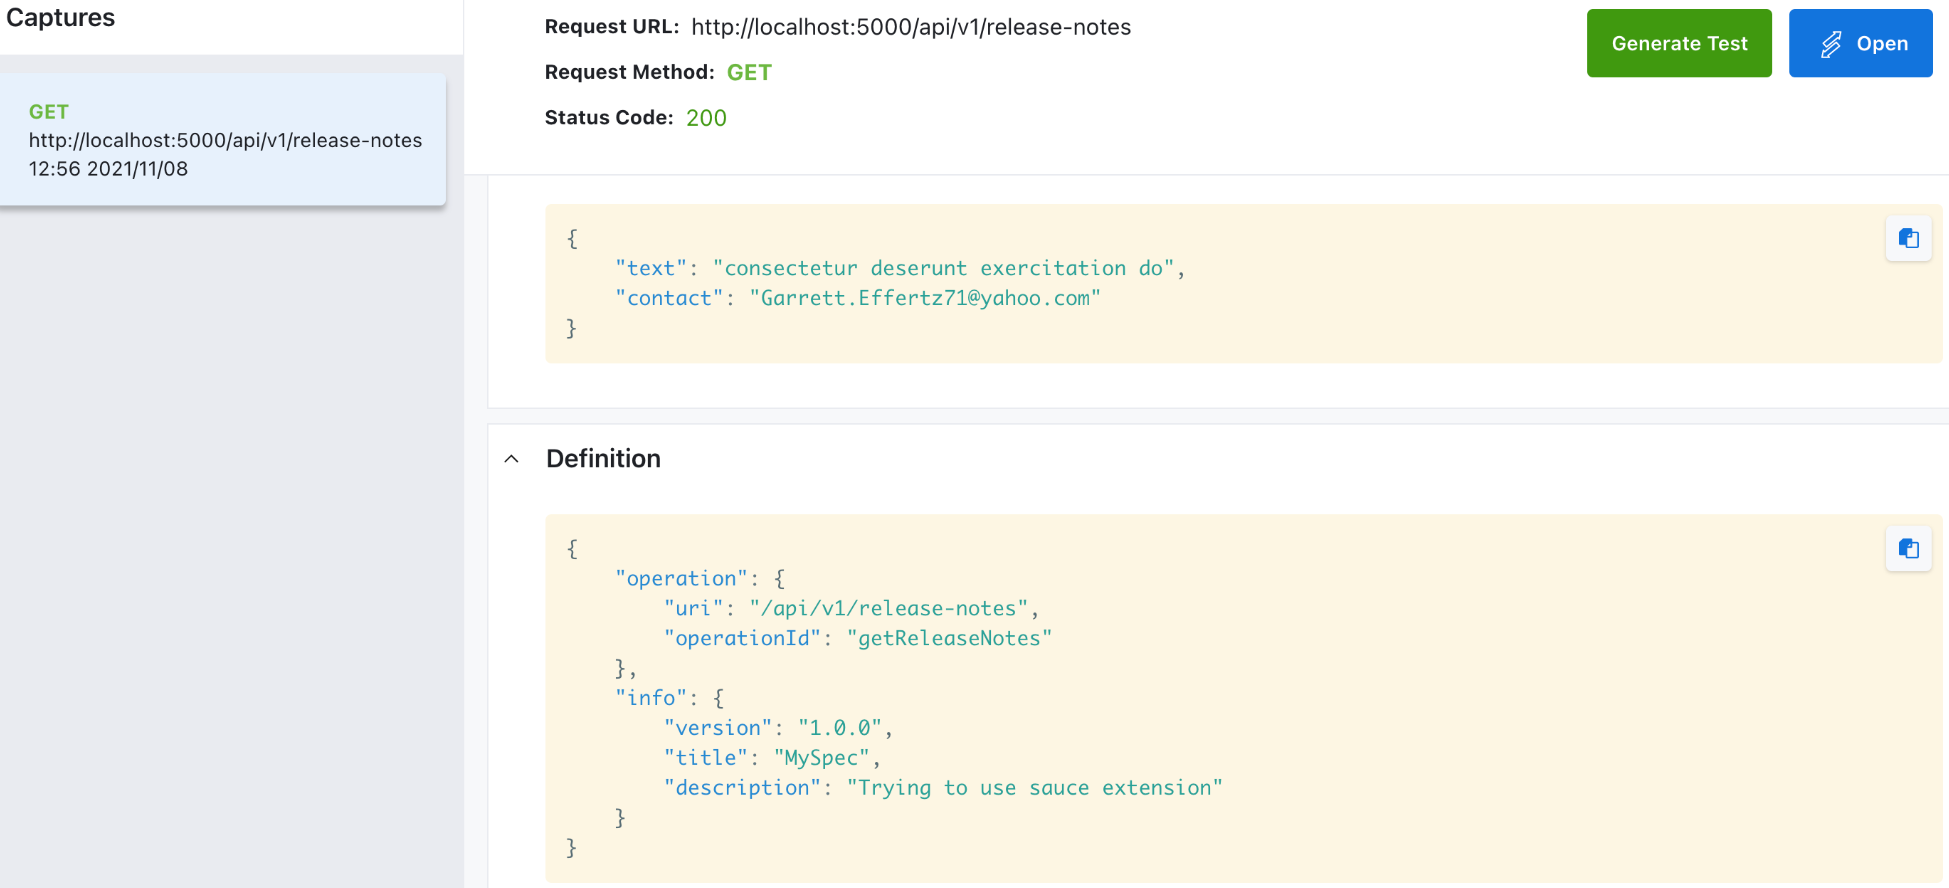 Captures
GET
http://localhost:5000/api/v1/release-notes
12:56 2021/11/08
Request URL: http://localhost:5000/api/v1/release-notes
Request Method: GET
Status Code: 200
Generate Test
Open
{
    "text": "consectetur deserunt exercitation do",
    "contact": "Garrett.Effertz71@yahoo.com"
}
Definition
{
    "operation": {
        "uri": "/api/v1/release-notes",
        "operationId": "getReleaseNotes"
    },
    "info": {
        "version": "1.0.0",
        "title": "MySpec",
        "description": "Trying to use sauce extension"
    }
}